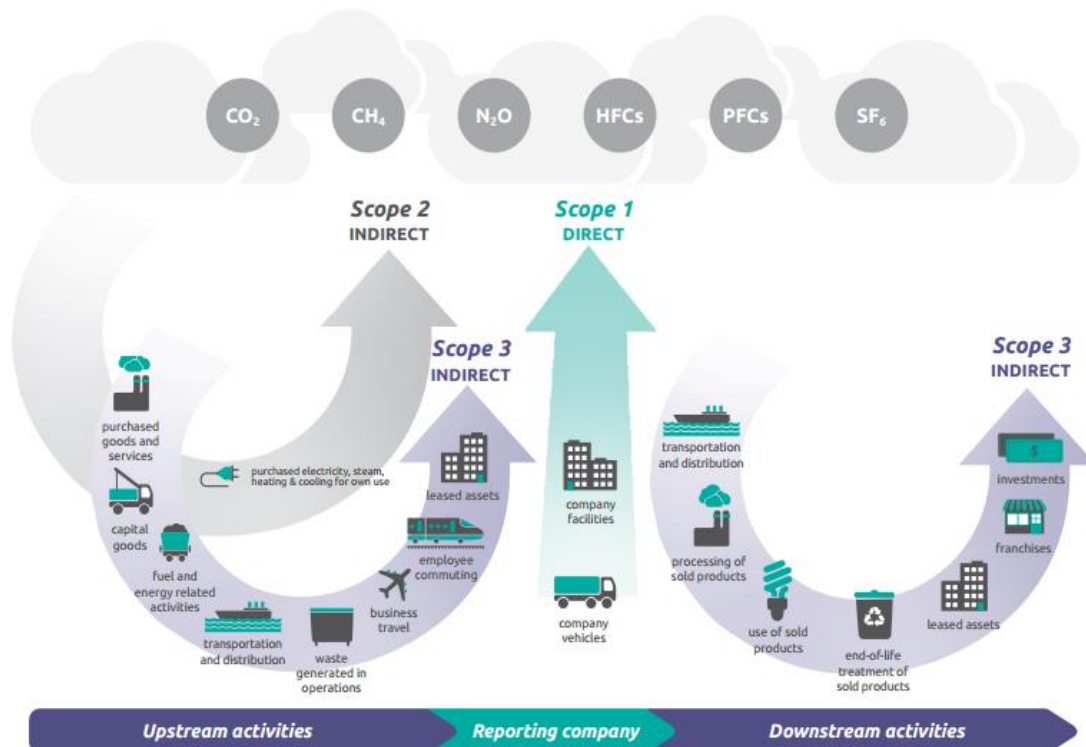 CO₂
CH₄
N₂O
HFCs
PFCs
SF₆
Scope 2
INDIRECT
Scope 1
DIRECT
Scope 3
INDIRECT
Scope 3
INDIRECT
purchased
goods and
services
capital
goods
fuel and
energy related
activities
transportation
and distribution
waste
generated in
operations
business
travel
employee
commuting
leased assets
purchased electricity, steam,
heating & cooling for own use
company
facilities
company
vehicles
transportation
and distribution
processing of
sold products
use of sold
products
end-of-life
treatment of
sold products
leased assets
franchises
$
investments
Upstream activities
Reporting company
Downstream activities